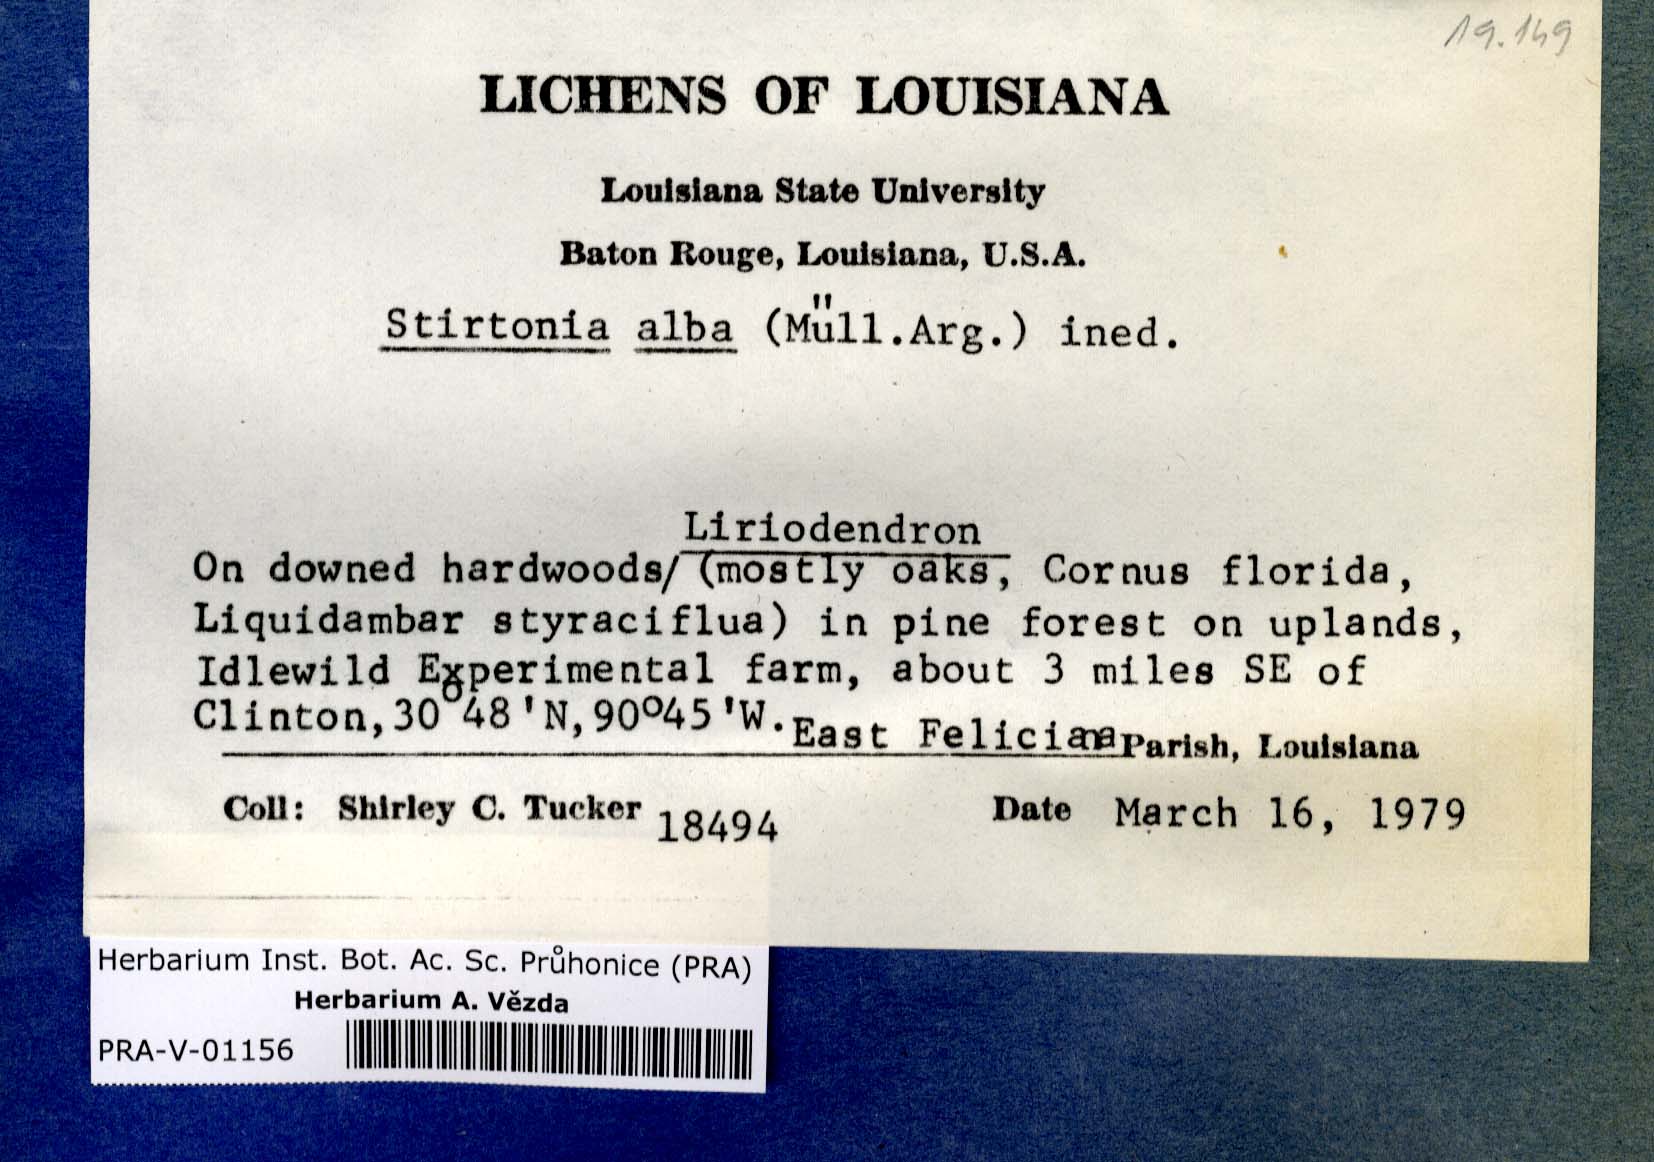 19.149
LICHENS OF LOUISIANA
Louisiana State University
Baton Rouge, Louisiana, U.S.A.
Stirtonia alba (Müll.Arg.) ined.
Liriodendron
On downed hardwoods/ (mostly oaks, Cornus florida,
Liquidambar styraciflua) in pine forest on uplands,
Idlewild Experimental farm, about 3 miles SE of
Clinton,30°48'N,90°45'W. East Feliciana Parish, Louisiana
Coll: Shirley C. Tucker 18494 Date March 16, 1979
Herbarium Inst. Bot. Ac. Sc. Průhonice (PRA)
Herbarium A. Vězda
PRA-V-01156